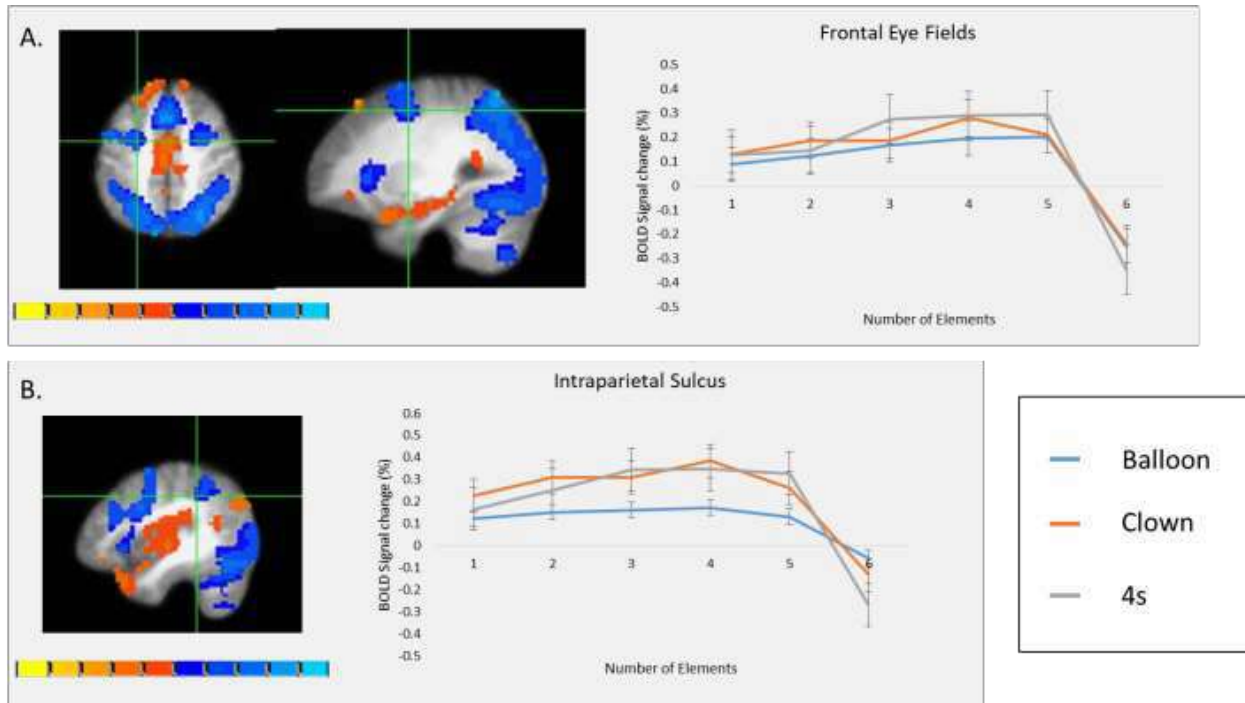 A.
Frontal Eye Fields
BOLD Signal change (%)
0.5
0.4
0.3
0.2
0.1
0
-0.1
-0.2
-0.3
-0.4
-0.5
1 2 3 4 5 6
Number of Elements
B.
Intraparietal Sulcus
BOLD Signal change (%)
0.6
0.5
0.4
0.3
0.2
0.1
0
-0.1
-0.2
-0.3
-0.4
-0.5
1 2 3 4 5 6
Number of Elements
Balloon
Clown
4s